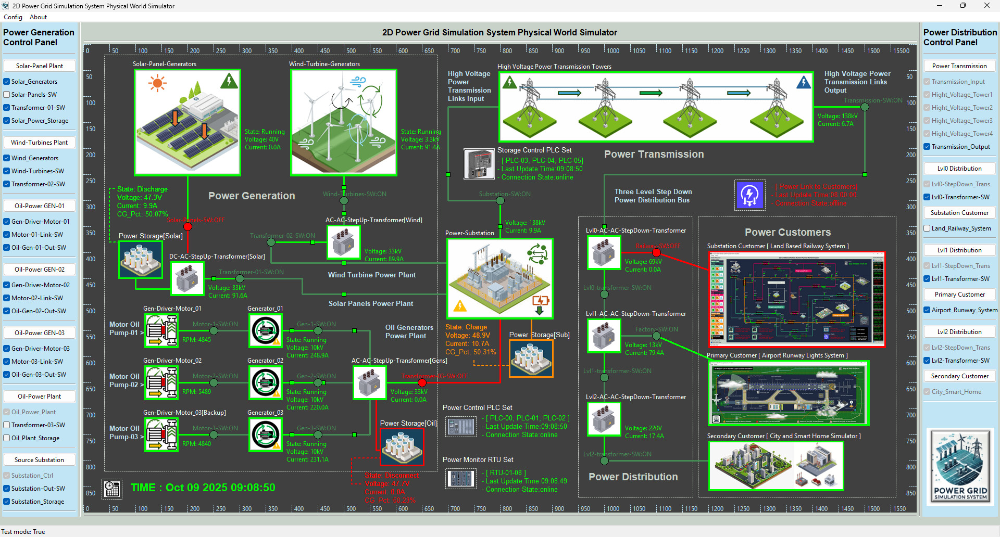 2D Power Grid Simulation System Physical World Simulator
Config About
Power Generation
Control Panel
Solar-Panel Plant
Solar_Generators
Solar-Panels-SW
Transformer-01-SW
Solar_Power_Storage
Wind-Turbines Plant
Wind_Generators
Wind-Turbines-SW
Transformer-02-SW
Oil-Power GEN-01
Gen-Driver-Motor-01
Motor-01-Link-SW
Oil-Gen-01-Out-SW
Oil-Power GEN-02
Gen-Driver-Motor-02
Motor-02-Link-SW
Oil-Gen-02-Out-SW
Oil-Power GEN-03
Gen-Driver-Motor-03
Motor-03-Link-SW
Oil-Gen-03-Out-SW
Oil-Power Plant
Oil_Power_Plant
Transformer-03-SW
Oil_Plant_Storage
Source Substation
Substation_Ctrl
Substation-Out-SW
Substation_Storage
2D Power Grid Simulation System Physical World Simulator
0 50 100 150 200 250 300 350 400 450 500 550 600 650 700 750 800 850 900 950 1000 1050 1100 1150 1200 1250 1300 1350 1400 1450 1500 15500
50
100
150
200
250
300
350
400
450
500
550
600
650
700
750
800
850
Solar-Panel-Generators
State: Running
Voltage: 40V
Current: 0.0A
Wind-Turbine-Generators
State: Running
Voltage: 3.3kV
Current: 91.4A
High Voltage
Power
Transmission
Links Input
High Voltage Power Transmission Towers
High Voltage Power
Transmission Links
Output
Transmission-SW:ON
Voltage: 138kV
Current: 6.7A
Storage Control PLC Set
- [ PLC-03, PLC-04, PLC-05]
- Last Update Time:09:08:50
- Connection State:online
Power Transmission
State: Discharge
Voltage: 47.3V
Current: 9.9A
CG_Pct: 50.07%
Power Generation
Wind-Turbines-SW:ON
Substation-SW:ON
Three Level Step Down
Power Distribution Bus
- [ Power Link to Customers]
- Last Update Time:08:00:00
- Connection State:offline
Solar-Panels-SW:OFF
AC-AC-StepUp-Transformer[Wind]
Voltage: 138kV
Current: 9.9A
Power Storage[Solar]
Transformer-02-SW:ON
Voltage: 33kV
Current: 89.9A
Power-Substation
DC-AC-StepUp-Transformer[Solar]
Transformer-01-SW:ON
Voltage: 33kV
Current: 91.6A
Wind Turbine Power Plant
Solar Panels Power Plant
Lvl0-AC-AC-StepDown-Transformer
Railway-SW:OFF
Voltage: 69kV
Current: 0.0A
Lvl0-transformer-SW:ON
Power Customers
Substation Customer [ Land Based Railway System ]
Gen-Driver-Motor_01
Generator_01
Motor Oil
Pump-01 >
Motor-1-SW:ON
RPM: 4845
Gen-1-SW:ON
State: Running
Voltage: 10kV
Current: 248.9A
Oil Generators
Power Plant
State: Charge
Voltage: 48.9V
Current: 10.7A
CG_Pct: 50.31%
Power Storage[Sub]
Lvl1-AC-AC-StepDown-Transformer
Factory-SW:ON
Voltage: 13kV
Current: 79.4A
Lvl1-transformer-SW:ON
Primary Customer [ Airport Runway Lights System ]
Gen-Driver-Motor_02
Generator_02
Motor Oil
Pump-02 >
Motor-2-SW:ON
RPM: 5489
Gen-2-SW:ON
State: Running
Voltage: 10kV
Current: 220.0A
AC-AC-StepUp-Transformer[Gens]
Transformer-03-SW:OFF
Voltage: 33kV
Current: 0.0A
Lvl2-AC-AC-StepDown-Transformer
Voltage: 220V
Current: 17.4A
Lvl2-transformer-SW:ON
Gen-Driver-Motor_03[Backup]
Generator_03
Motor Oil
Pump-03 >
Motor-3-SW:ON
RPM: 4840
Gen-3-SW:ON
State: Running
Voltage: 10kV
Current: 231.1A
Power Storage[Oil]
State: Disconnect
Voltage: 47.7V
Current: 0.0A
CG_Pct: 50.23%
Power Control PLC Set
- [ PLC-00, PLC-01, PLC-02 ]
- Last Update Time:09:08:50
- Connection State:online
Power Monitor RTU Set
- [ RTU-01-08 ]
- Last Update Time:09:08:49
- Connection State:online
Secondary Customer [ City and Smart Home Simulator ]
Power Distribution
TIME : Oct 09 2025 09:08:50
50
100
150
200
250
300
350
400
450
500
550
600
650
700
750
800
850
0 50 100 150 200 250 300 350 400 450 500 550 600 650 700 750 800 850 900 950 1000 1050 1100 1150 1200 1250 1300 1350 1400 1450 1500 1550
Power Distribution
Control Panel
Power Transmission
Transmission_Input
Hight_Voltage_Tower1
Hight_Voltage_Tower2
Hight_Voltage_Tower3
Hight_Voltage_Tower4
Transmission_Output
Lvl0 Distribution
Lvl0-StepDown_Trans
Lvl0-Transformer-SW
Substation Customer
Land_Railway_System
Lvl1 Distribution
Lvl1-StepDown_Trans
Lvl1-Transformer-SW
Primary Customer
Airport_Runway_System
Lvl2 Distribution
Lvl2-StepDown_Trans
Lvl2-Transformer-SW
Secondary Customer
City_Smart_Home
POWER GRID
SIMULATION SYSTEM
Test mode: True